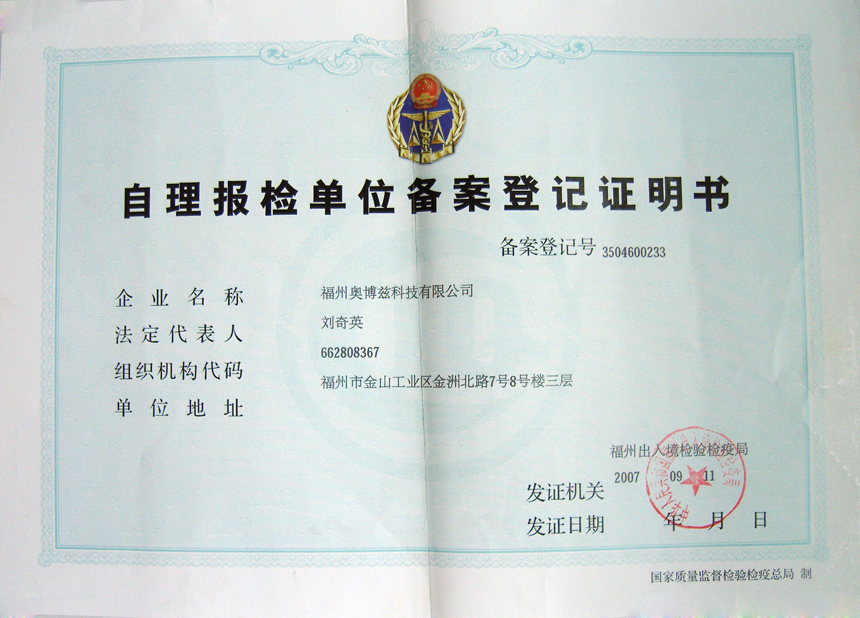 自理报检单位备案登记证明书
备案登记号 3504600233
企业名称 福州奥博兹科技有限公司
法定代表人 刘奇英
组织机构代码 662808367
单位地址 福州市金山工业区金洲北路7号8号楼三层
福州出入境检验检疫局
发证机关
2007 09 11
发证日期 年 月 日
国家质量监督检验检疫总局 制